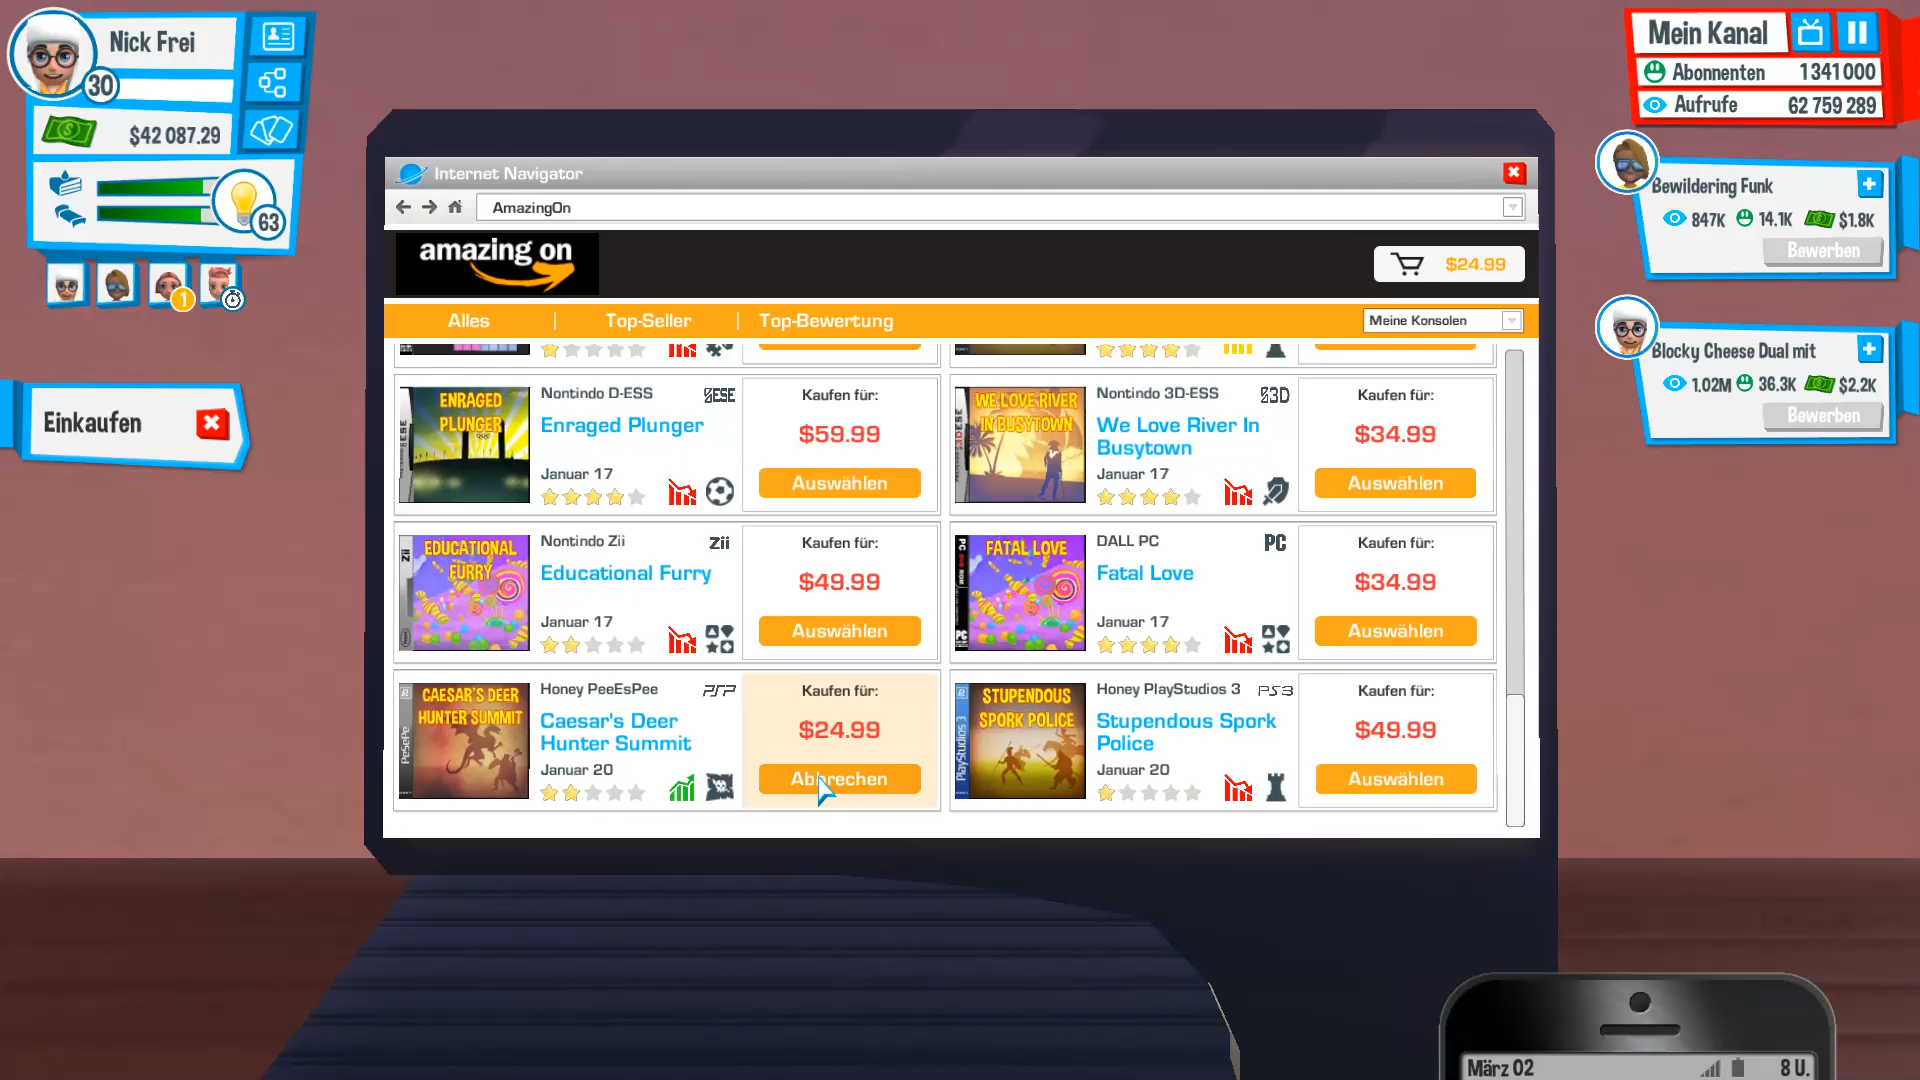 Nick Frei
30
$42 087.29
63
1
Einkaufen
Mein Kanal
Abonnenten 1 341 000
Aufrufe 62 759 289
Bewildering Funk
847K 14.1K $1.8K
Bewerben
Blocky Cheese Dual mit
1.02M 36.3K $2.2K
Bewerben
Internet Navigator
AmazingOn
amazing on
$24.99
Alles
Top-Seller
Top-Bewertung
Meine Konsolen
ENRAGED
PLUNGER
Nontindo D-ESS
Enraged Plunger
Januar 17
Kaufen für:
$59.99
Auswählen
WE LOVE RIVER
IN BUSYTOWN
Nontindo 3D-ESS
We Love River In
Busytown
Januar 17
Kaufen für:
$34.99
Auswählen
Zii
EDUCATIONAL
FURRY
Nontindo Zii
Zii
Educational Furry
Januar 17
Kaufen für:
$49.99
Auswählen
FATAL LOVE
PC
DALL PC
PC
Fatal Love
Januar 17
Kaufen für:
$34.99
Auswählen
PeSePe
CAESAR'S DEER
HUNTER SUMMIT
Honey PeeEsPee
PSP
Caesar's Deer
Hunter Summit
Januar 20
Kaufen für:
$24.99
Abbrechen
PlayStudios 3
STUPENDOUS
SPORK POLICE
Honey PlayStudios 3
PS3
Stupendous Spork
Police
Januar 20
Kaufen für:
$49.99
Auswählen
März 02
8 U.